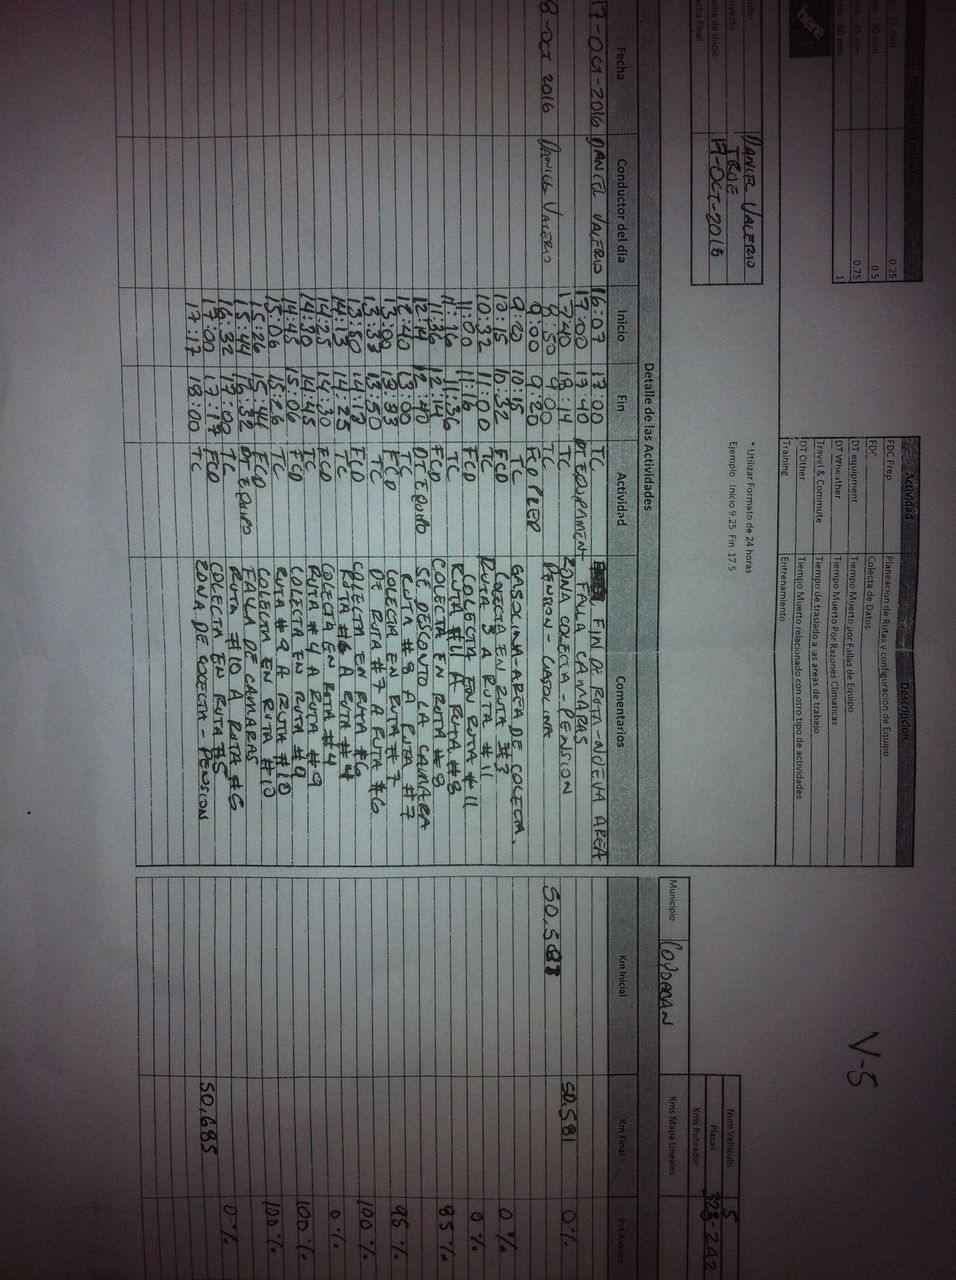 Intervalo en minutos
15 min. 0.25
30 min 0.5
45 min 0.75
60 min 1
here
Actividad Descripcion
FDC Prep Planeacion de Rutas y configuracion de Equipo
FDC Colecta de Datos
DT equipment Tiempo Muerto por Fallas de Equipo
DT Wheather Tiempo Muerto Por Razones Climaticas
Travel & Commute Tiempo de traslado a las areas de trabajo
DT Other Tiempo Muerto relacionado con otro tipo de actividades
Training Entrenamiento
V-5
DANIEL VALERIO
TRUE
Fecha de Inicio 17-OCT-2016
Fecha Final
* Utilizar Formato de 24 horas
Ejemplo: Inicio 9.25 Fin 17.5
Num Vehiculo 5
Placas 323-ZAZ
Kms Ruteador
Kms Mapa Lineales
Municipio COYOACAN
Detalle de las Actividades
Fecha Conductor del dia Inicio Fin Actividad Comentarios Km Inicial Km Final Pct Avance
17-OCT-2016 DANIEL VALERIO 16:07 17:00 TC FIN DE RUTA-NUEVA AREA
17:00 17:40 DT EQUIPAMENT FALLA CAMARAS
17:40 18:14 TC ZONA COLECTA - PENSION 50,581 0%
8-OCT 2016 DANIEL VALERIO 8:50 9:00 TC PENSION - GASOLINA
9:00 9:20 FCD PREP
9:20 10:15 TC GASOLINA-AREA DE COLECTA.
10:15 10:32 FCD COLECTA EN RUTA #3 0%
10:32 11:00 TC RUTA 3 A RUTA #11
11:00 11:16 FCD COLECTA EN RUTA #11 0%
11:16 11:36 TC RUTA #11 A RUTA #8
11:36 12:14 FCD COLECTA EN RUTA #8 85%
12:14 12:40 DT EQUIPO SE DESCONTO LA CAMARA
12:40 13:00 TC RUTA #8 A RUTA #7
13:00 13:33 FCD COLECTA EN RUTA #7 95%
13:33 13:50 TC DE RUTA #7 A RUTA #6
13:50 14:13 FCD COLECTA EN RUTA #6 100%
14:13 14:25 TC RUTA #6 A RUTA #4
14:25 14:30 FCD COLECTA EN RUTA #4 0%
14:30 14:45 TC RUTA #4 A RUTA #9
14:45 15:06 FCD COLECTA EN RUTA #9 100%
15:06 15:26 TC RUTA #9 A RUTA #10
15:26 15:44 FCD COLECTA EN RUTA #10 100%
15:44 16:32 DT EQUIPO FALLA DE CAMARAS
16:32 17:00 TC RUTA #10 A RUTA #5
17:00 17:17 FCD COLECTA EN RUTA #5 0%
17:17 18:00 TC ZONA DE COLECTA - PENSION 50,685